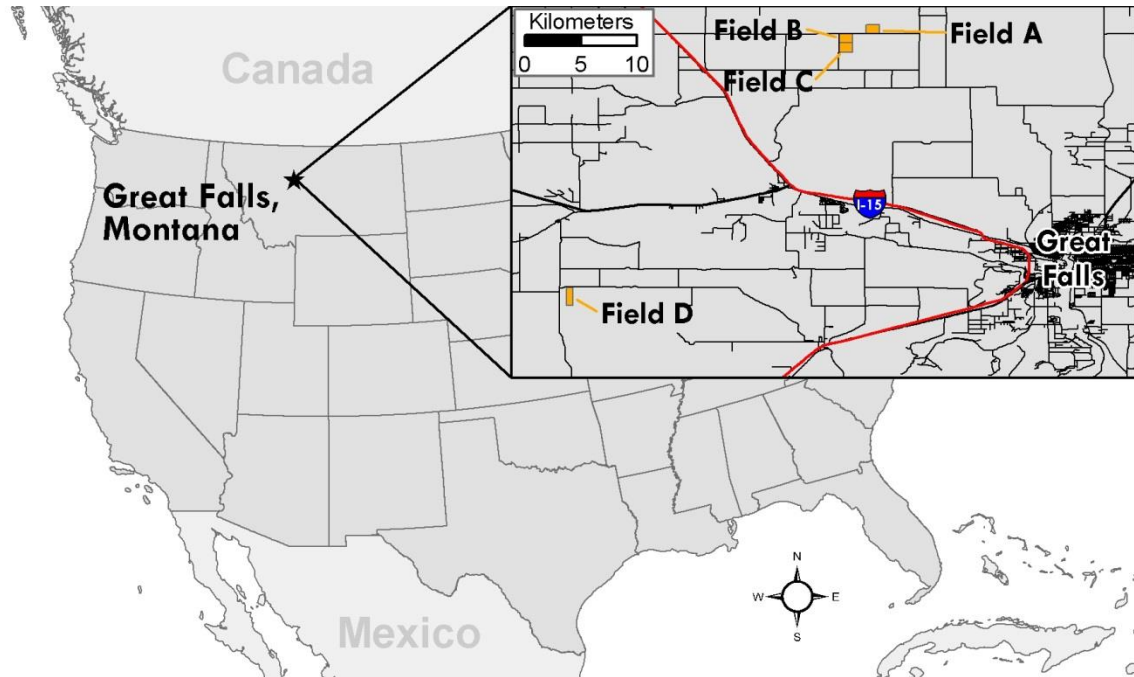 Canada
Great Falls,
Montana
Kilometers
0 5 10
Field B
Field A
Field C
I-15
Great
Falls
Field D
N
W E
S
Mexico